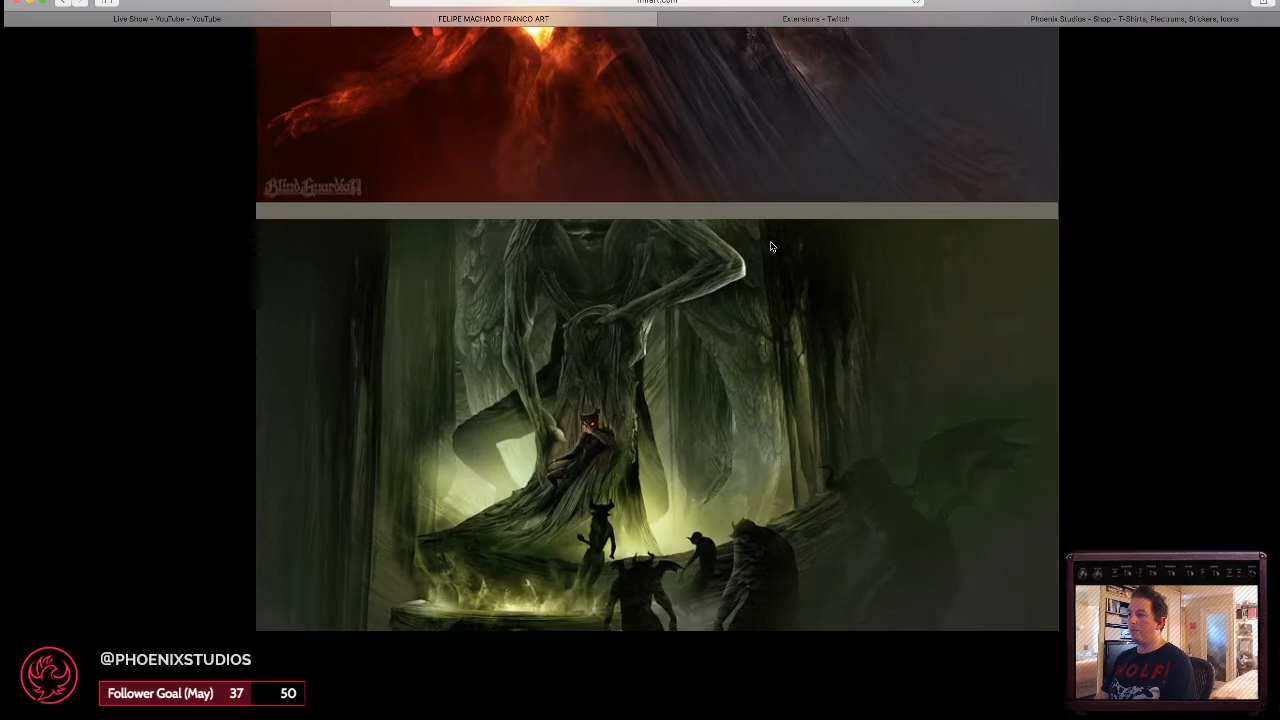 Live Show - YouTube - YouTube
FELIPE MACHADO FRANCO ART
Extensions - Twitch
Phoenix Studios - Shop - T-Shirts, Plectrums, Stickers, Icons
Blind Guardian
@PHOENIXSTUDIOS
Follower Goal (May) 37 50
WOLF!